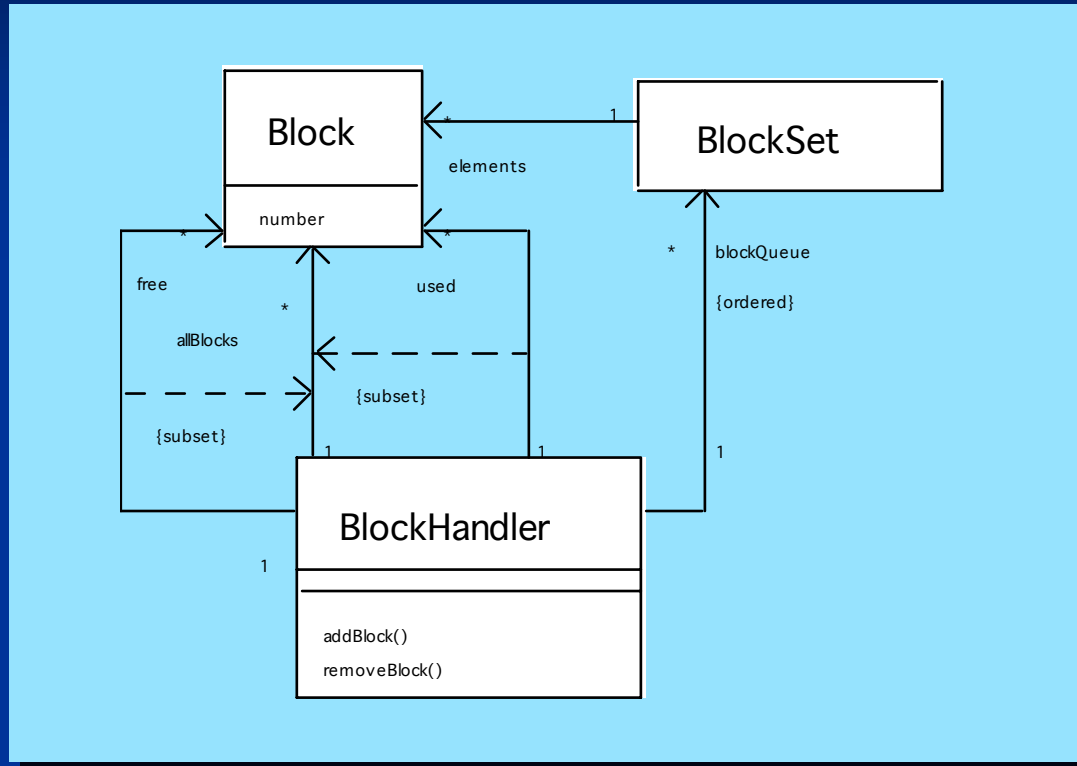 Block
number
BlockSet
*
1
elements
*
free
*
allBlocks
*
used
*
blockQueue
{ordered}
{subset}
{subset}
1
1
1
1
BlockHandler
addBlock()
removeBlock()